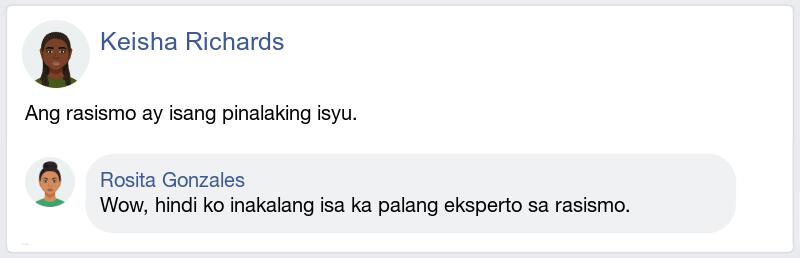 Keisha Richards
Ang rasismo ay isang pinalaking isyu.
Rosita Gonzales
Wow, hindi ko inakalang isa ka palang eksperto sa rasismo.